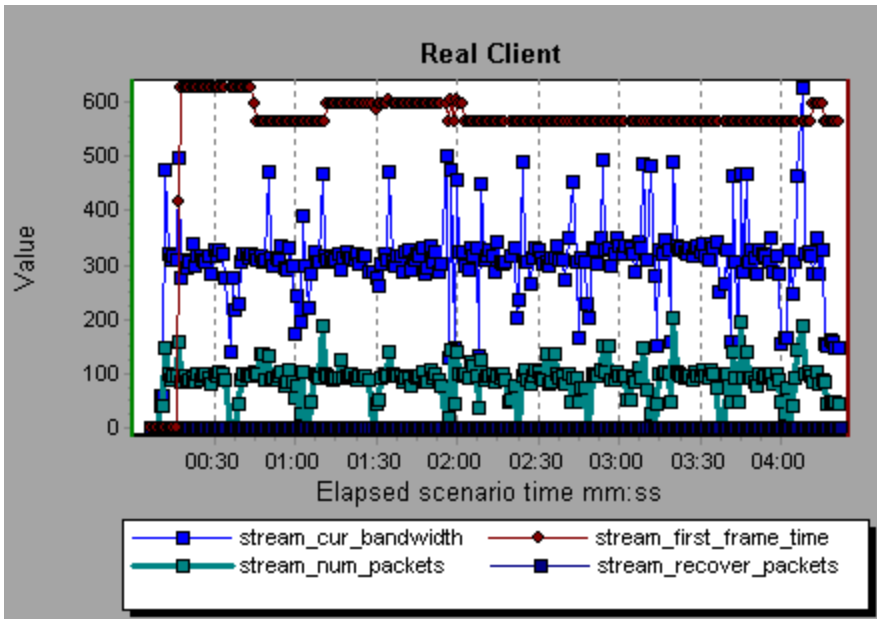 Real Client
Value
600
500
400
300
200
100
0
00:30 01:00 01:30 02:00 02:30 03:00 03:30 04:00
Elapsed scenario time mm:ss
stream_cur_bandwidth stream_first_frame_time
stream_num_packets stream_recover_packets